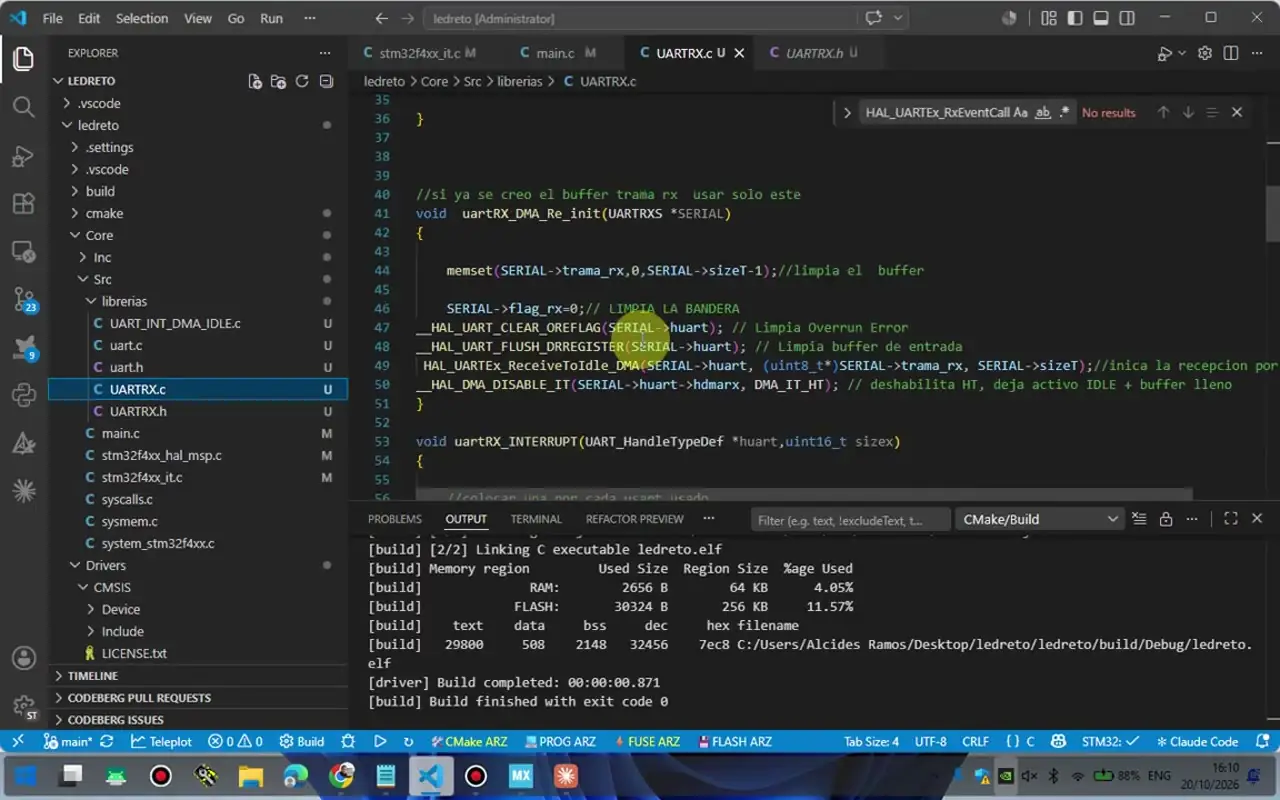 File Edit Selection View Go Run ··· ledreto [Administrator]
EXPLORER ···
LEDRETO
.vscode
ledreto
.settings
.vscode
build
cmake
Core
Inc
Src
librerias
C UART_INT_DMA_IDLE.c U
C uart.c U
C uart.h U
C UARTRX.c U
C UARTRX.h U
C main.c M
C stm32f4xx_hal_msp.c M
C stm32f4xx_it.c M
C syscalls.c
C sysmem.c
C system_stm32f4xx.c
Drivers
CMSIS
Device
Include
LICENSE.txt
TIMELINE
CODEBERG PULL REQUESTS
CODEBERG ISSUES
23
9
ST
C stm32f4xx_it.c M C main.c M C UARTRX.c U C UARTRX.h U
ledreto > Core > Src > librerias > C UARTRX.c
HAL_UARTEx_RxEventCall Aa ab .* No results
35
36 }
37
38
39
40 //si ya se creo el buffer trama rx usar solo este
41 void uartRX_DMA_Re_init(UARTRXS *SERIAL)
42 {
43
44 memset(SERIAL->trama_rx,0,SERIAL->sizeT-1);//limpia el buffer
45
46 SERIAL->flag_rx=0;// LIMPIA LA BANDERA
47 __HAL_UART_CLEAR_OREFLAG(SERIAL->huart); // Limpia Overrun Error
48 __HAL_UART_FLUSH_DRREGISTER(SERIAL->huart); // Limpia buffer de entrada
49 HAL_UARTEx_ReceiveToIdle_DMA(SERIAL->huart, (uint8_t*)SERIAL->trama_rx, SERIAL->sizeT);//inica la recepcion por
50 __HAL_DMA_DISABLE_IT(SERIAL->huart->hdmarx, DMA_IT_HT); // deshabilita HT, deja activo IDLE + buffer lleno
51 }
52
53 void uartRX_INTERRUPT(UART_HandleTypeDef *huart,uint16_t sizex)
54 {
55
56 //colocar una por cada usart usado
PROBLEMS OUTPUT TERMINAL REFACTOR PREVIEW ··· Filter (e.g. text, !excludeText, t... CMake/Build
[build] [2/2] Linking C executable ledreto.elf
[build] Memory region Used Size Region Size %age Used
[build] RAM: 2656 B 64 KB 4.05%
[build] FLASH: 30324 B 256 KB 11.57%
[build] text data bss dec hex filename
[build] 29800 508 2148 32456 7ec8 C:/Users/Alcides Ramos/Desktop/ledreto/ledreto/build/Debug/ledreto.
elf
[driver] Build completed: 00:00:00.871
[build] Build finished with exit code 0
main* Teleplot 0 0 Build CMake ARZ PROG ARZ FUSE ARZ FLASH ARZ Tab Size: 4 UTF-8 CRLF {} C STM32: Claude Code
MX 88% ENG 16:10
20/10/2026